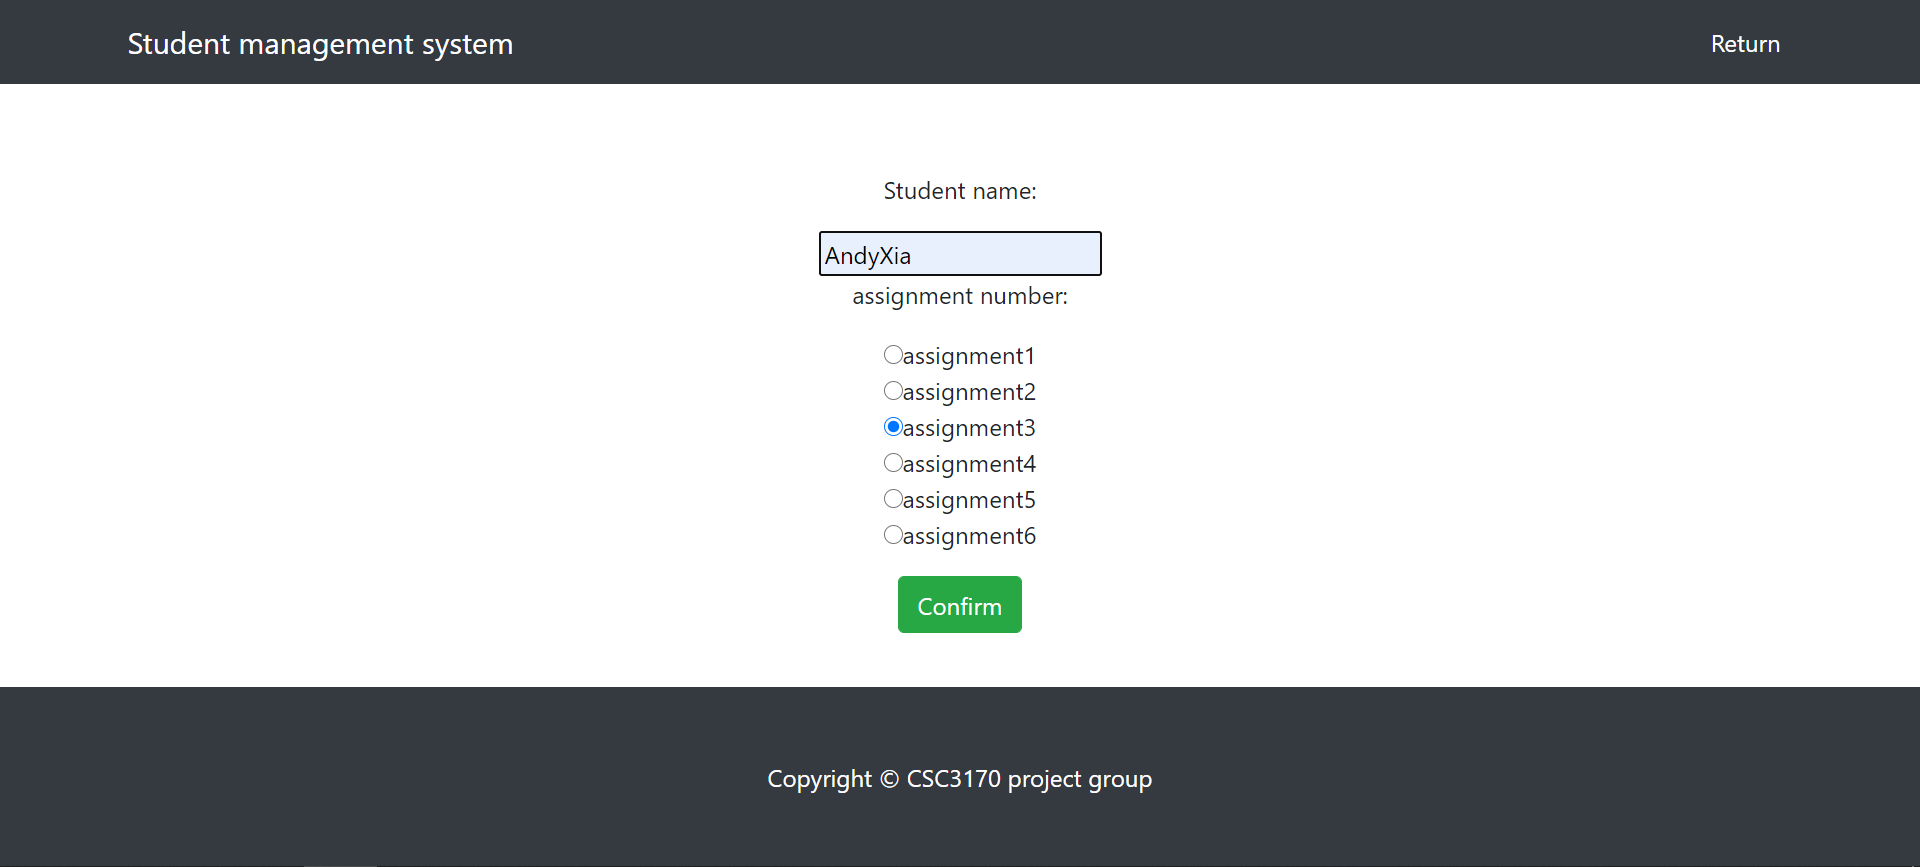 Student management system
Return
Student name:
AndyXia
assignment number:
assignment1
assignment2
assignment3
assignment4
assignment5
assignment6
Confirm
Copyright © CSC3170 project group